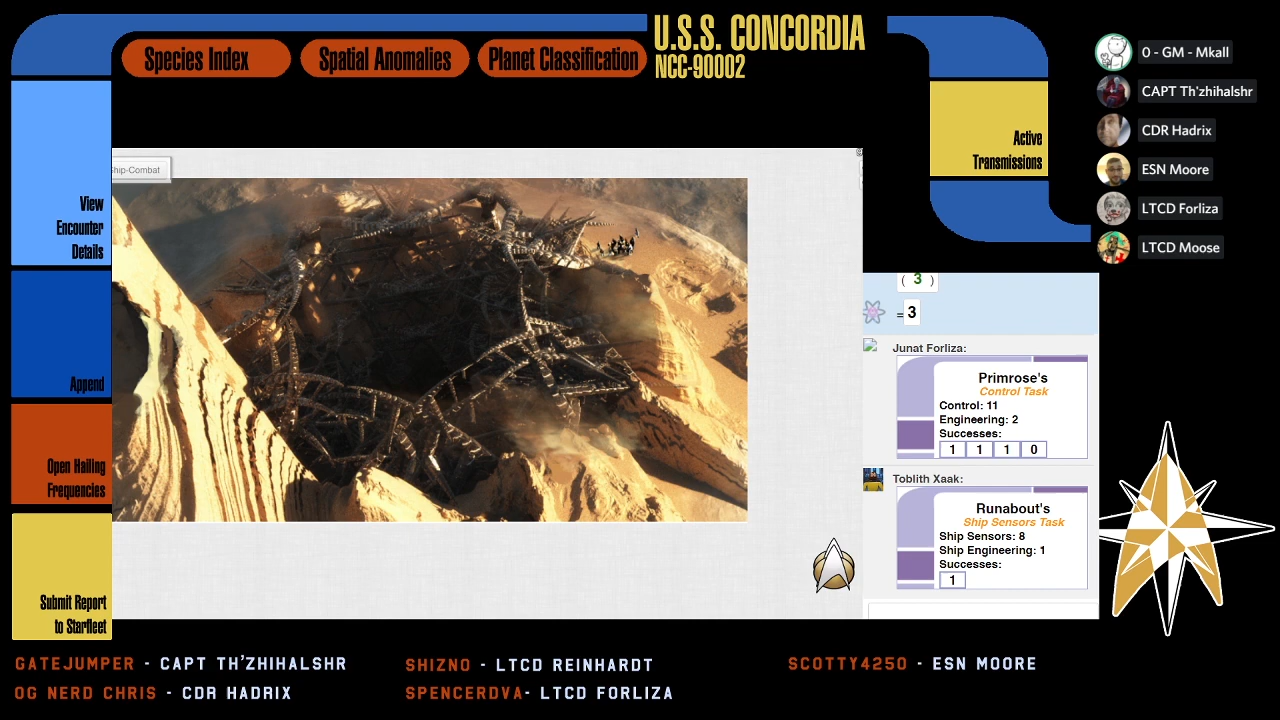 Species Index
Spatial Anomalies
Planet Classification
U.S.S. CONCORDIA
NCC-90002
Active
Transmissions
0 - GM - Mkall
CAPT Th'zhihalshr
CDR Hadrix
ESN Moore
LTCD Forliza
LTCD Moose
View
Encounter
Details
Append
Open Hailing
Frequencies
Submit Report
to Starfleet
Ship-Combat
( 3 )
=3
Junat Forliza:
Primrose's
Control Task
Control: 11
Engineering: 2
Successes:
1 1 1 0
Toblith Xaak:
Runabout's
Ship Sensors Task
Ship Sensors: 8
Ship Engineering: 1
Successes:
1
GATEJUMPER - CAPT TH'ZHIHALSHR
SHIZNO - LTCD REINHARDT
SCOTTY4250 - ESN MOORE
OG NERD CHRIS - CDR HADRIX
SPENCERDVA- LTCD FORLIZA